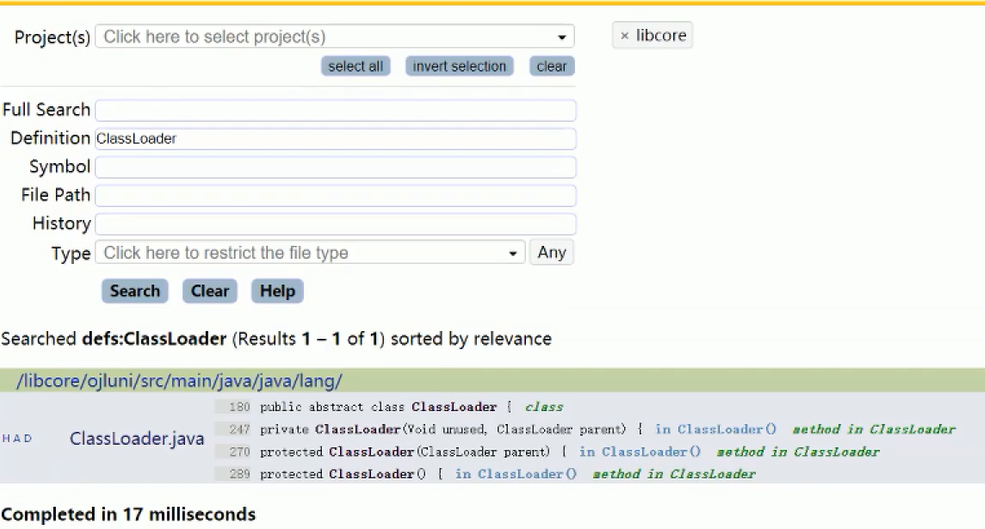 Project(s) Click here to select project(s) × libcore
select all invert selection clear
Full Search
Definition ClassLoader
Symbol
File Path
History
Type Click here to restrict the file type Any
Search Clear Help
Searched defs:ClassLoader (Results 1 – 1 of 1) sorted by relevance
/libcore/ojluni/src/main/java/java/lang/
H A D ClassLoader.java
180 public abstract class ClassLoader { class
247 private ClassLoader(Void unused, ClassLoader parent) { in ClassLoader() method in ClassLoader
270 protected ClassLoader(ClassLoader parent) { in ClassLoader() method in ClassLoader
289 protected ClassLoader() { in ClassLoader() method in ClassLoader
Completed in 17 milliseconds